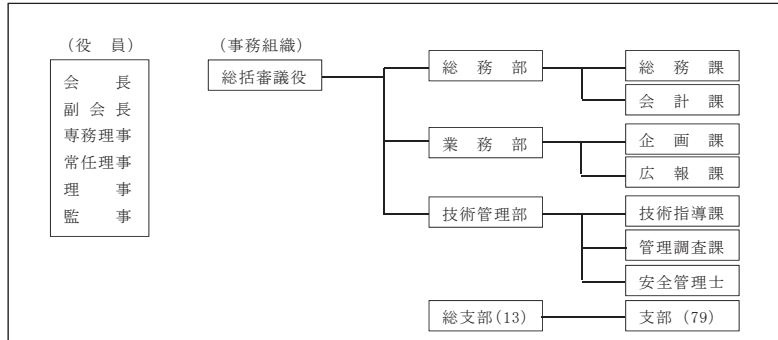 (役 員)
会 長
副 会 長
専務理事
常任理事
理 事
監 事
(事務組織)
総括審議役
総 務 部
総 務 課
会 計 課
業 務 部
企 画 課
広 報 課
技術管理部
技術指導課
管理調査課
安全管理士
総支部(13)
支部 (79)